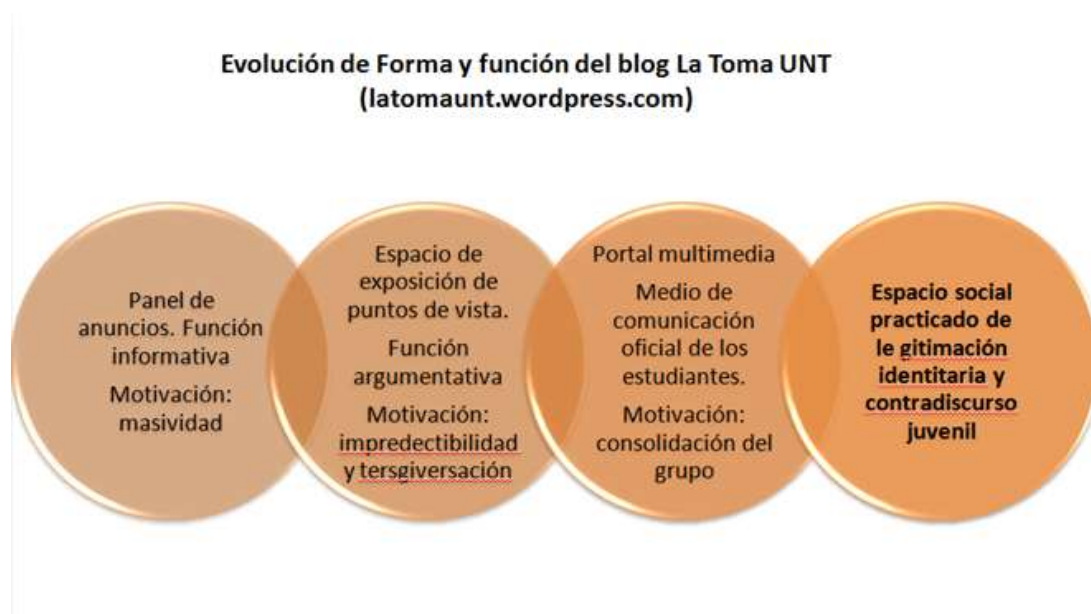 Evolución de Forma y función del blog La Toma UNT
(latomaunt.wordpress.com)
Panel de
anuncios. Función
informativa
Motivación:
masividad
Espacio de
exposición de
puntos de vista.
Función
argumentativa
Motivación:
impredectibilidad
y tersgiversación
Portal multimedia
Medio de
comunicación
oficial de los
estudiantes.
Motivación:
consolidación del
grupo
Espacio social
practicado de
le gitimación
identitaria y
contradiscurso
juvenil